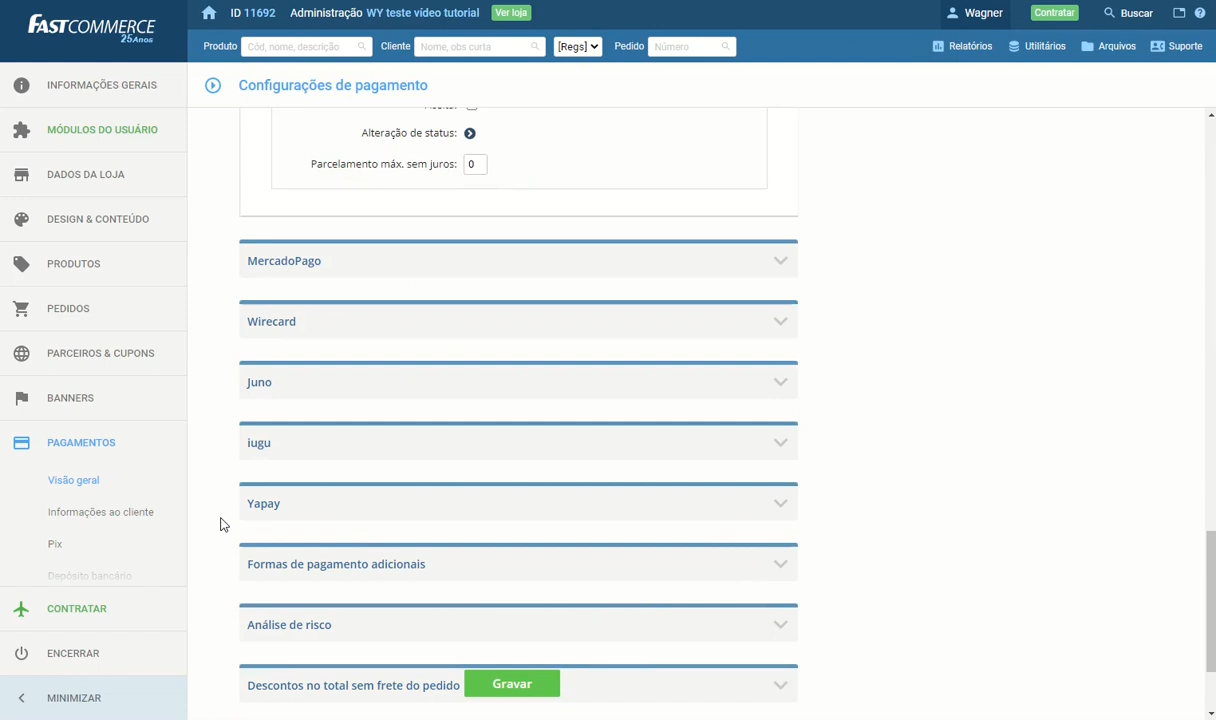 FASTCOMMERCE
25Anos
ID 11692 Administração WY teste vídeo tutorial Ver loja
Wagner Contratar Buscar
Produto Cód, nome, descrição Cliente Nome, obs curta [Regs] Pedido Número
Relatórios Utilitários Arquivos Suporte
INFORMAÇÕES GERAIS
MÓDULOS DO USUÁRIO
DADOS DA LOJA
DESIGN & CONTEÚDO
PRODUTOS
PEDIDOS
PARCEIROS & CUPONS
BANNERS
PAGAMENTOS
Visão geral
Informações ao cliente
Pix
Depósito bancário
CONTRATAR
ENCERRAR
MINIMIZAR
Configurações de pagamento
Alteração de status:
Parcelamento máx. sem juros: 0
MercadoPago
Wirecard
Juno
iugu
Yapay
Formas de pagamento adicionais
Análise de risco
Descontos no total sem frete do pedido
Gravar